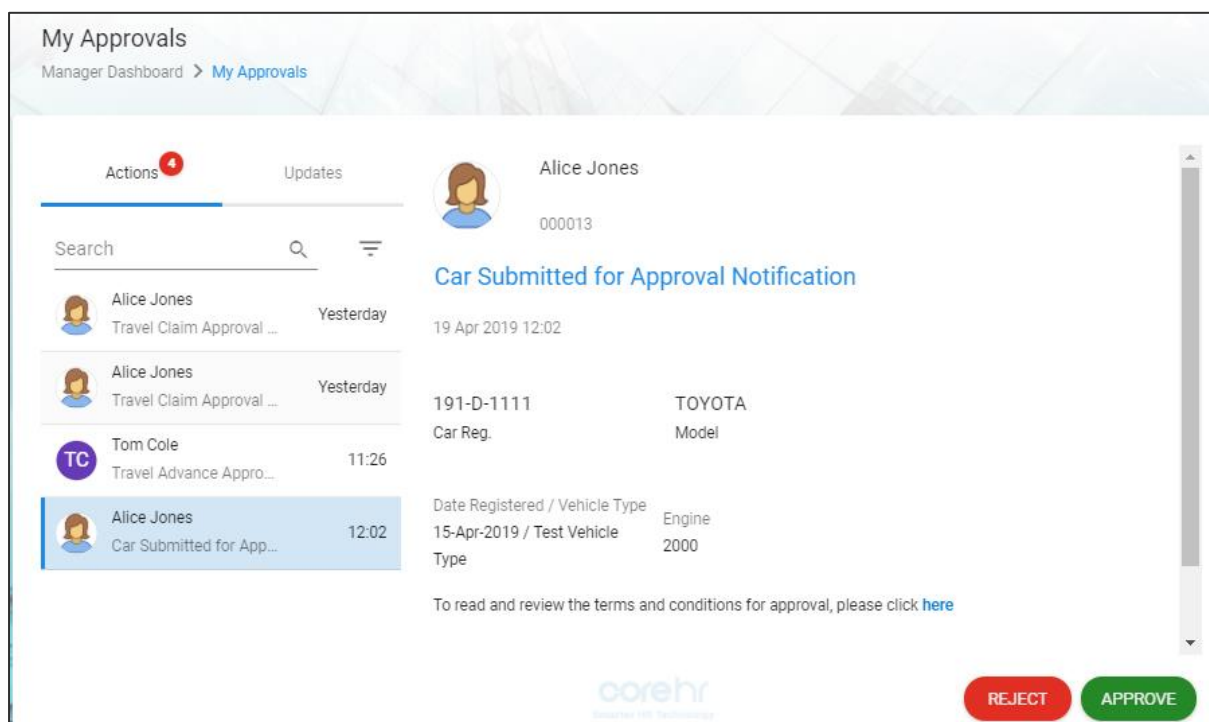 My Approvals
Manager Dashboard > My Approvals
Actions 4
Updates
Search
Alice Jones
Travel Claim Approval ...
Yesterday
Alice Jones
Travel Claim Approval ...
Yesterday
TC
Tom Cole
Travel Advance Appro...
11:26
Alice Jones
Car Submitted for App...
12:02
Alice Jones
000013
Car Submitted for Approval Notification
19 Apr 2019 12:02
191-D-1111
Car Reg.
TOYOTA
Model
Date Registered / Vehicle Type
15-Apr-2019 / Test Vehicle
Type
Engine
2000
To read and review the terms and conditions for approval, please click here
corehr
Smarter HR Technology
REJECT
APPROVE